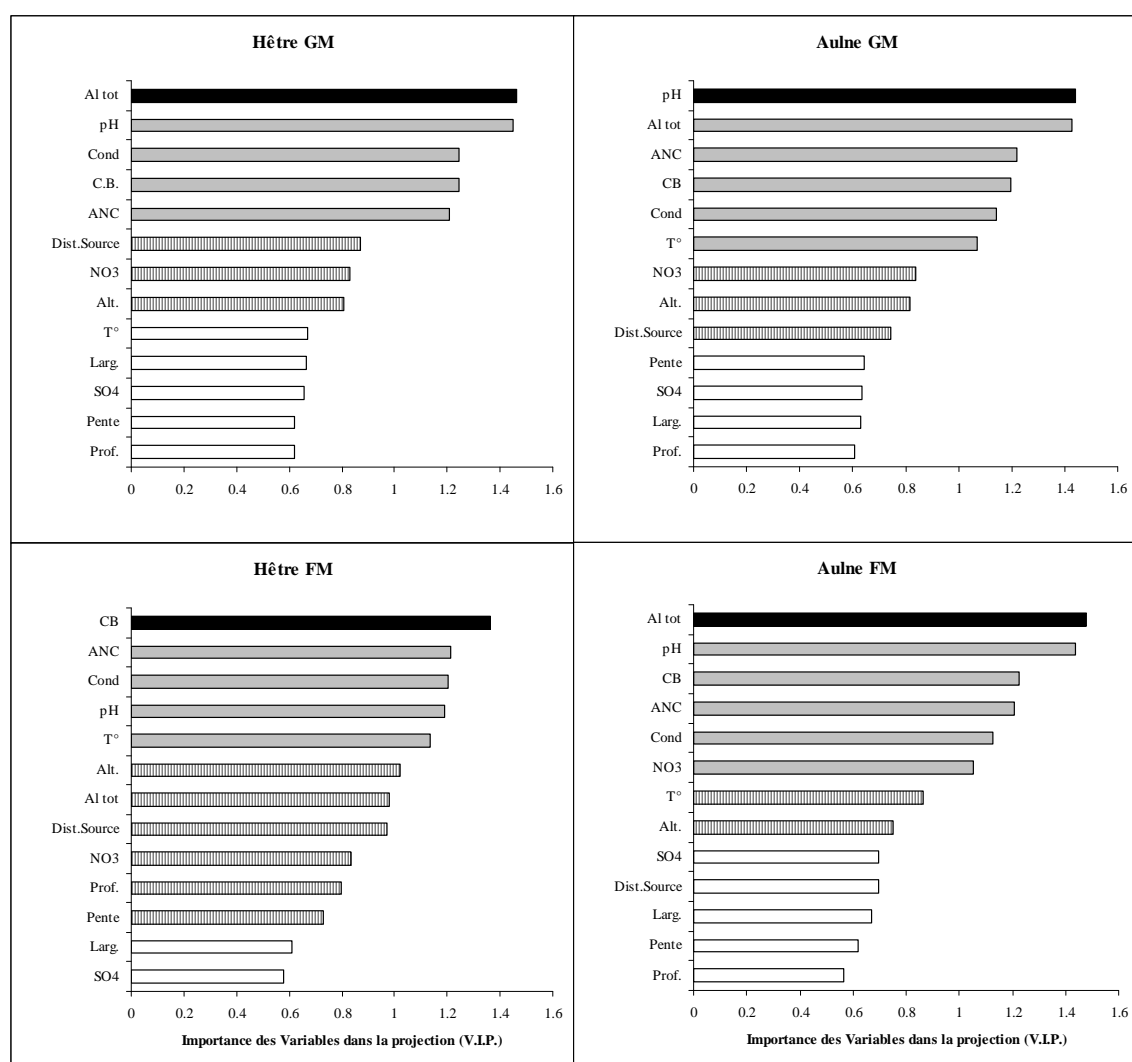 Hêtre GM
Al tot
pH
Cond
C.B.
ANC
Dist.Source
NO3
Alt.
T°
Larg.
SO4
Pente
Prof.
0 0.2 0.4 0.6 0.8 1 1.2 1.4 1.6
Aulne GM
pH
Al tot
ANC
CB
Cond
T°
NO3
Alt.
Dist.Source
Pente
SO4
Larg.
Prof.
0 0.2 0.4 0.6 0.8 1 1.2 1.4 1.6
Hêtre FM
CB
ANC
Cond
pH
T°
Alt.
Al tot
Dist.Source
NO3
Prof.
Pente
Larg.
SO4
0 0.2 0.4 0.6 0.8 1 1.2 1.4 1.6
Importance des Variables dans la projection (V.I.P.)
Aulne FM
Al tot
pH
CB
ANC
Cond
NO3
T°
Alt.
SO4
Dist.Source
Larg.
Pente
Prof.
0 0.2 0.4 0.6 0.8 1 1.2 1.4 1.6
Importance des Variables dans la projection (V.I.P.)